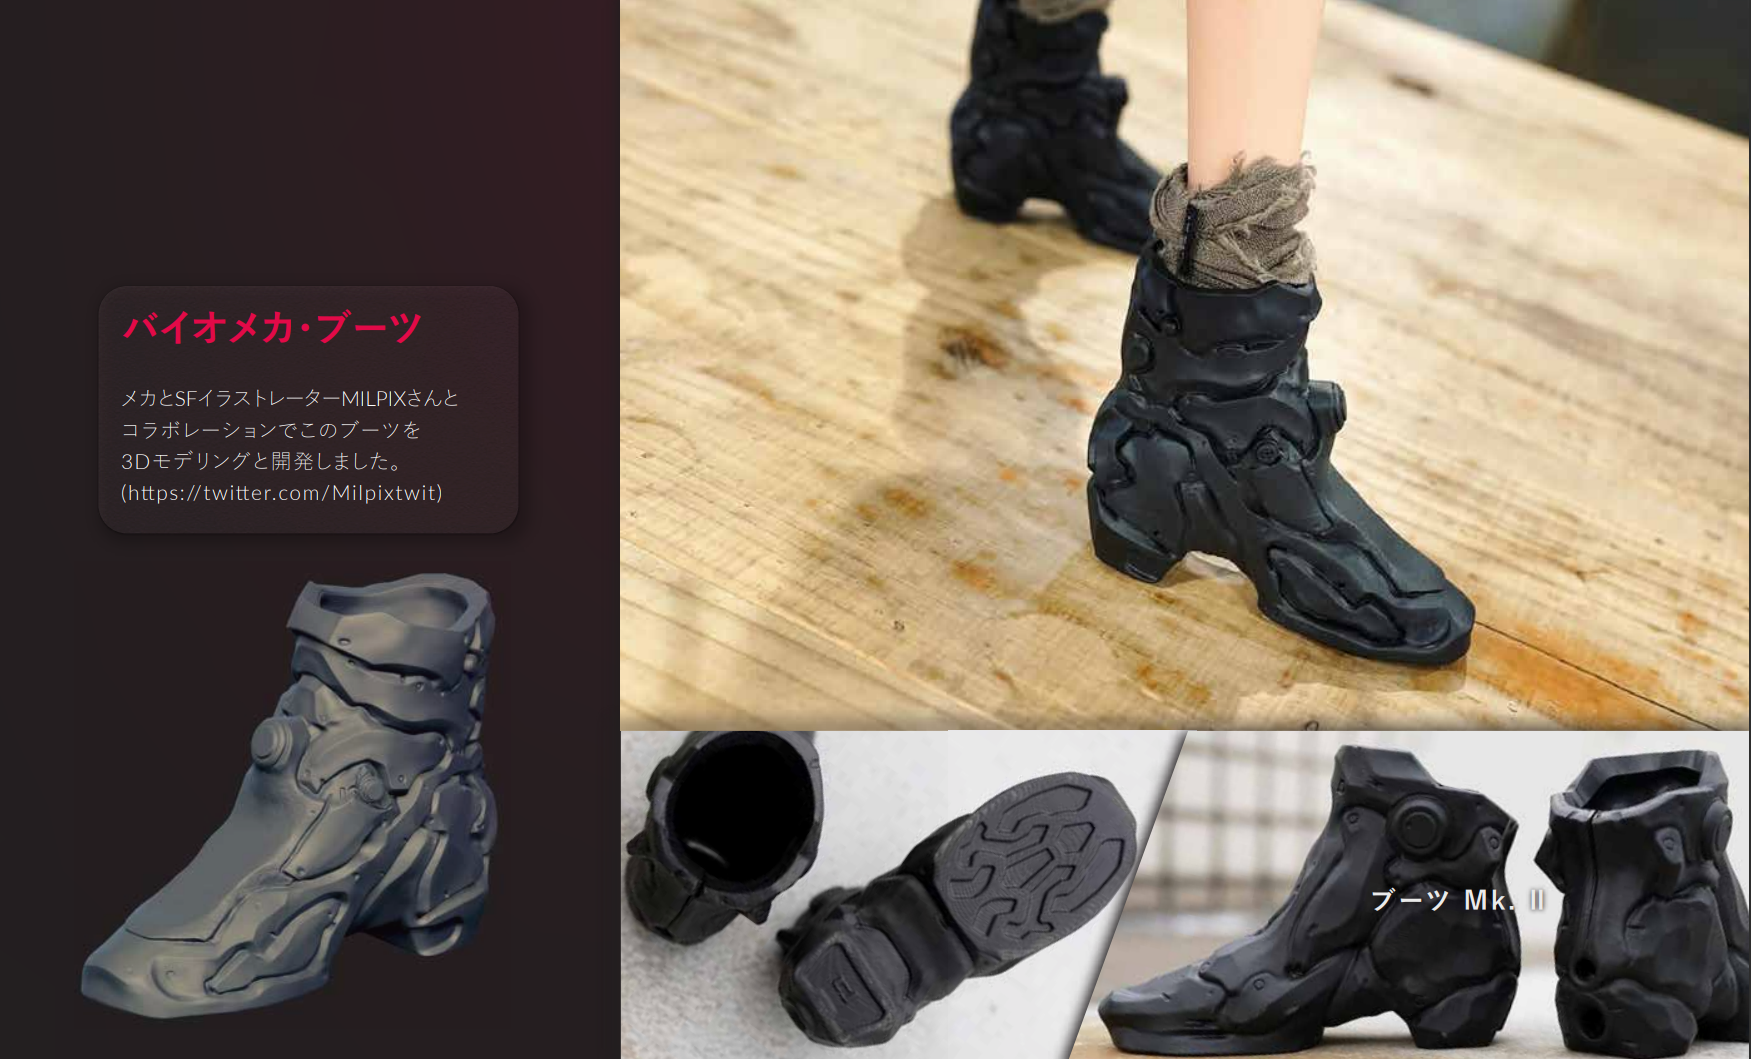 バイオメカ・ブーツ
メカとSFイラストレーターMILPIXさんと
コラボレーションでこのブーツを
3Dモデリングと開発しました。
(https://twitter.com/Milpixtwit)
ブーツ Mk. II